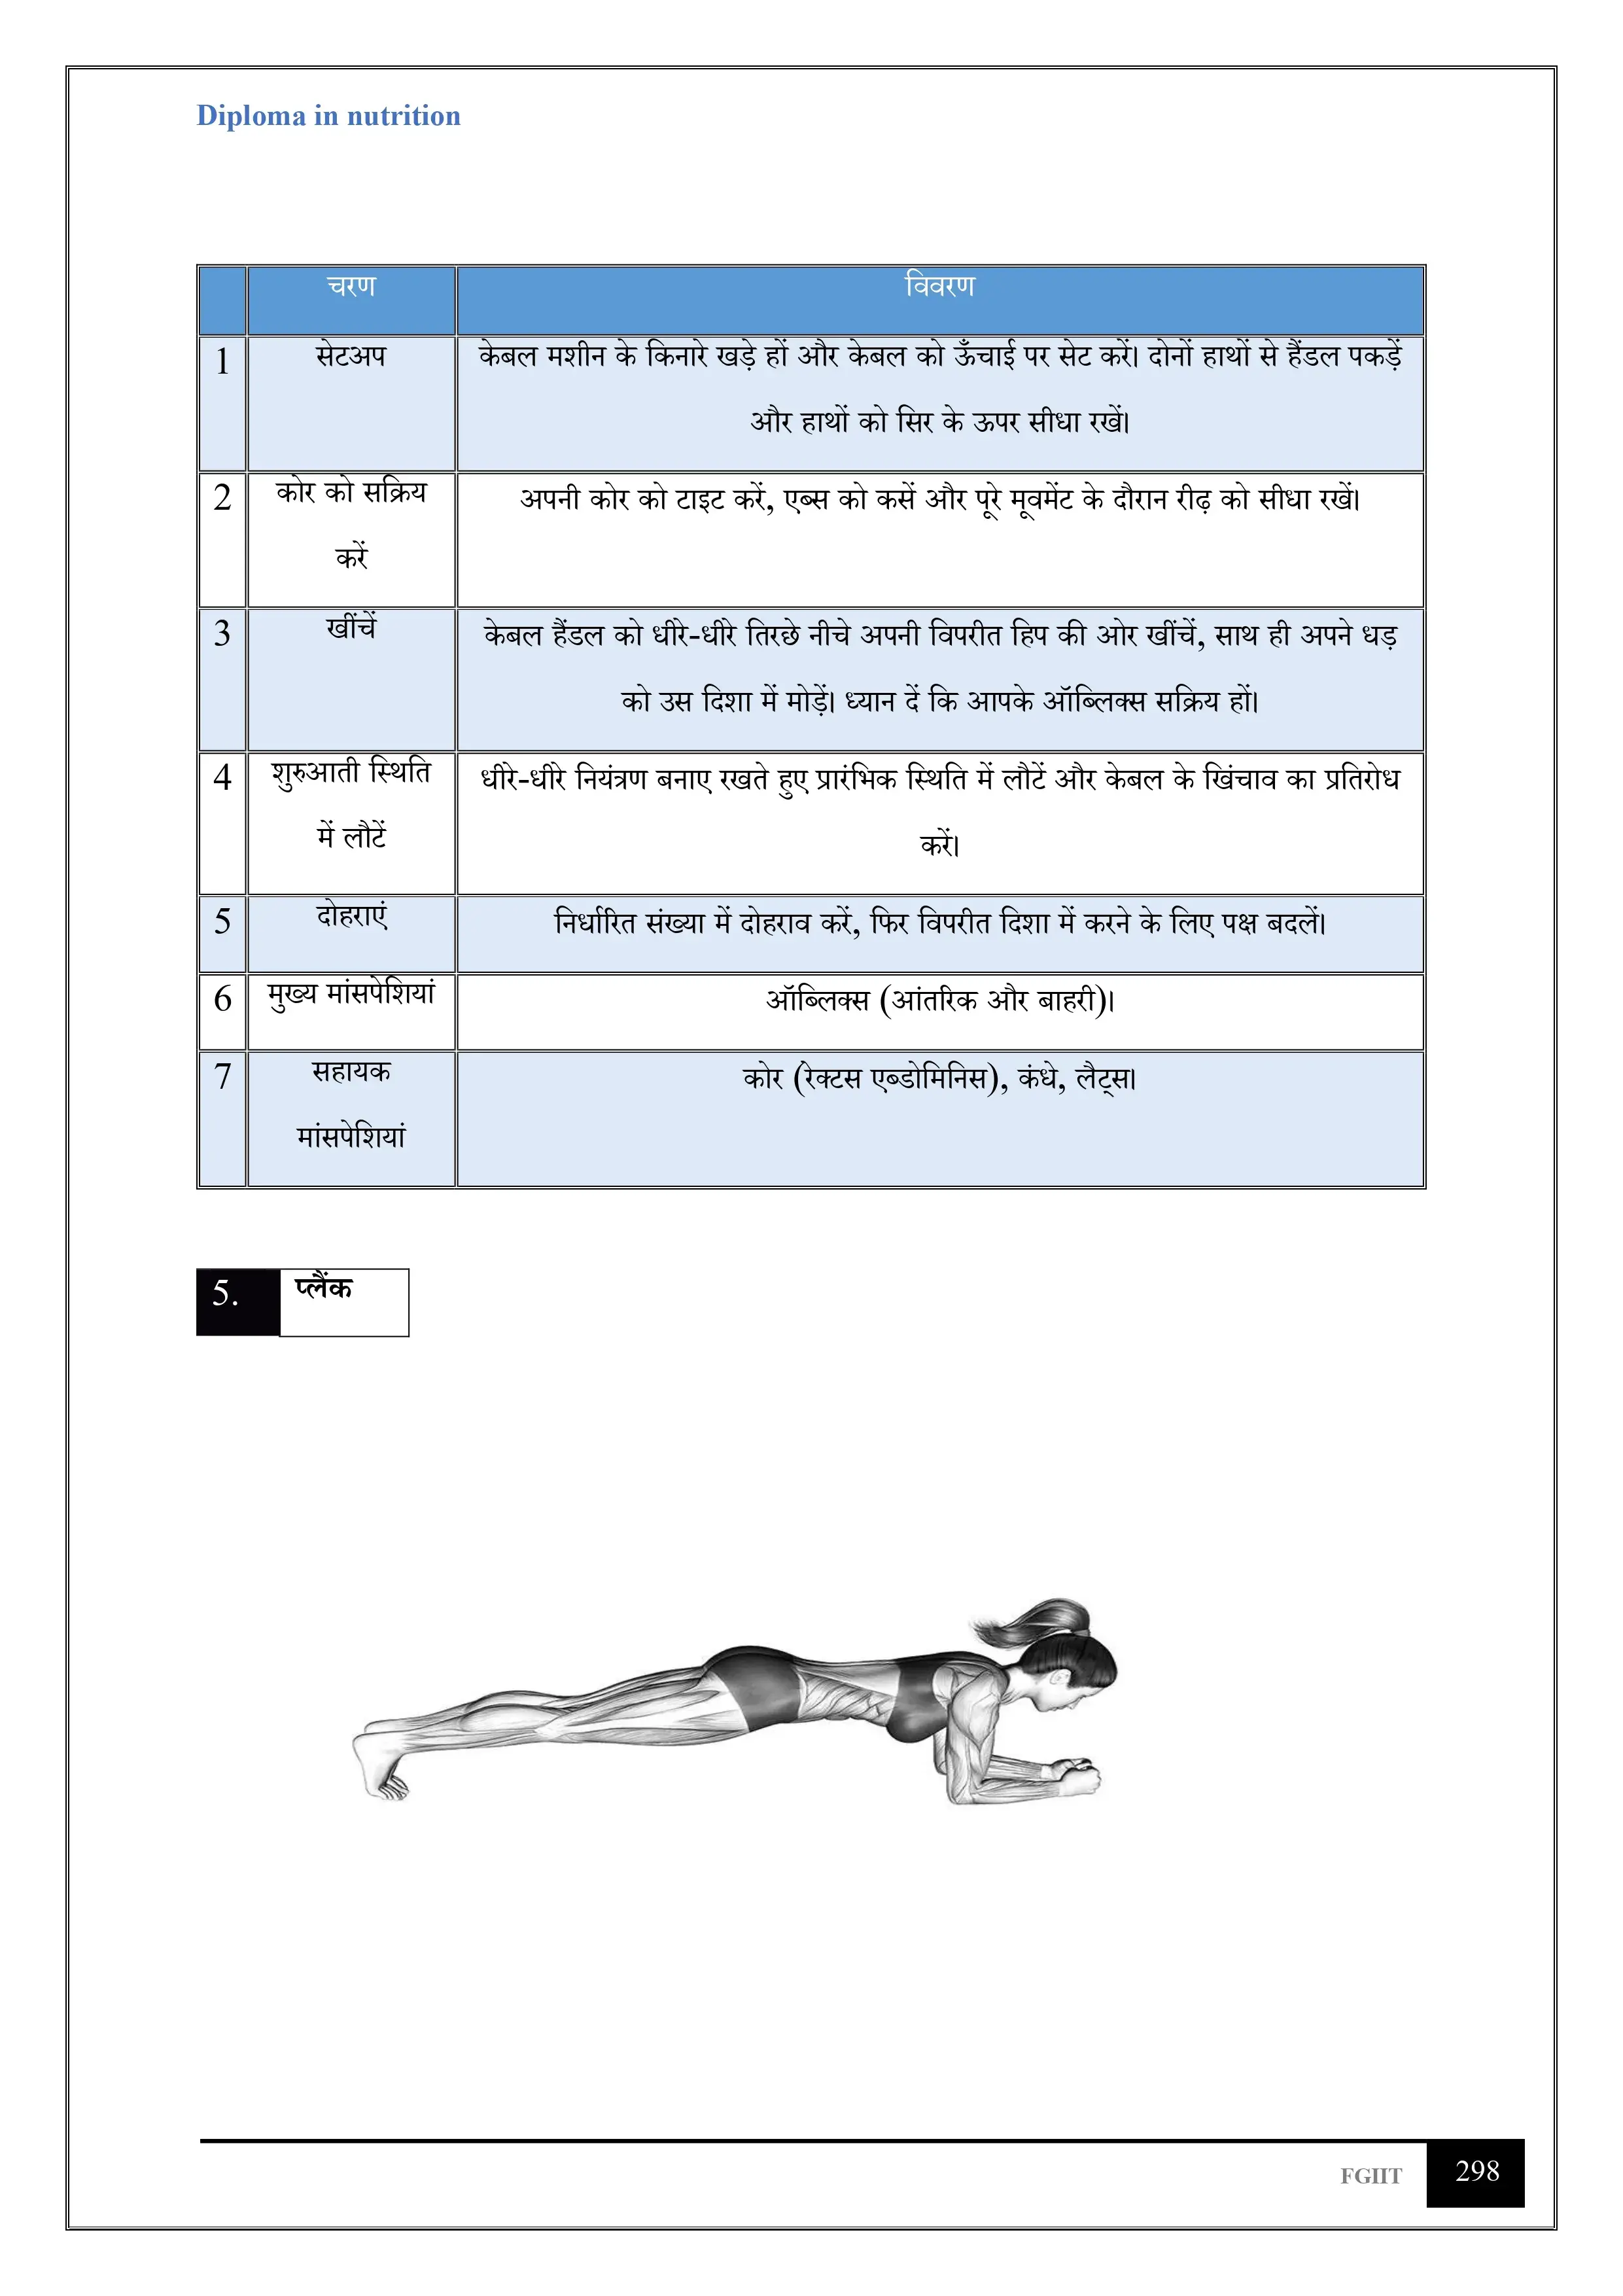 Diploma in nutrition
चरण विवरण
1 सेटअप केबल मशीन के किनारे खड़े हों और केबल को ऊँचाई पर सेट करें। दोनों हाथों से हैंडल पकड़ें
और हाथों को सिर के ऊपर सीधा रखें।
2 कोर को सक्रिय अपनी कोर को टाइट करें, एब्स को कसें और पूरे मूवमेंट के दौरान रीढ़ को सीधा रखें।
करें
3 खींचें केबल हैंडल को धीरे-धीरे तिरछे नीचे अपनी विपरीत हिप की ओर खींचें, साथ ही अपने धड़
को उस दिशा में मोड़ें। ध्यान दें कि आपके ऑब्लिक्स सक्रिय हों।
4 शुरुआती स्थिति धीरे-धीरे नियंत्रण बनाए रखते हुए प्रारंभिक स्थिति में लौटें और केबल के खिंचाव का प्रतिरोध
में लौटें करें।
5 दोहराएं निर्धारित संख्या में दोहराव करें, फिर विपरीत दिशा में करने के लिए पक्ष बदलें।
6 मुख्य मांसपेशियां ऑब्लिक्स (आंतरिक और बाहरी)।
7 सहायक कोर (रेक्टस एब्डोमिनिस), कंधे, लैट्स।
मांसपेशियां
5. प्लैंक
FGIIT 298